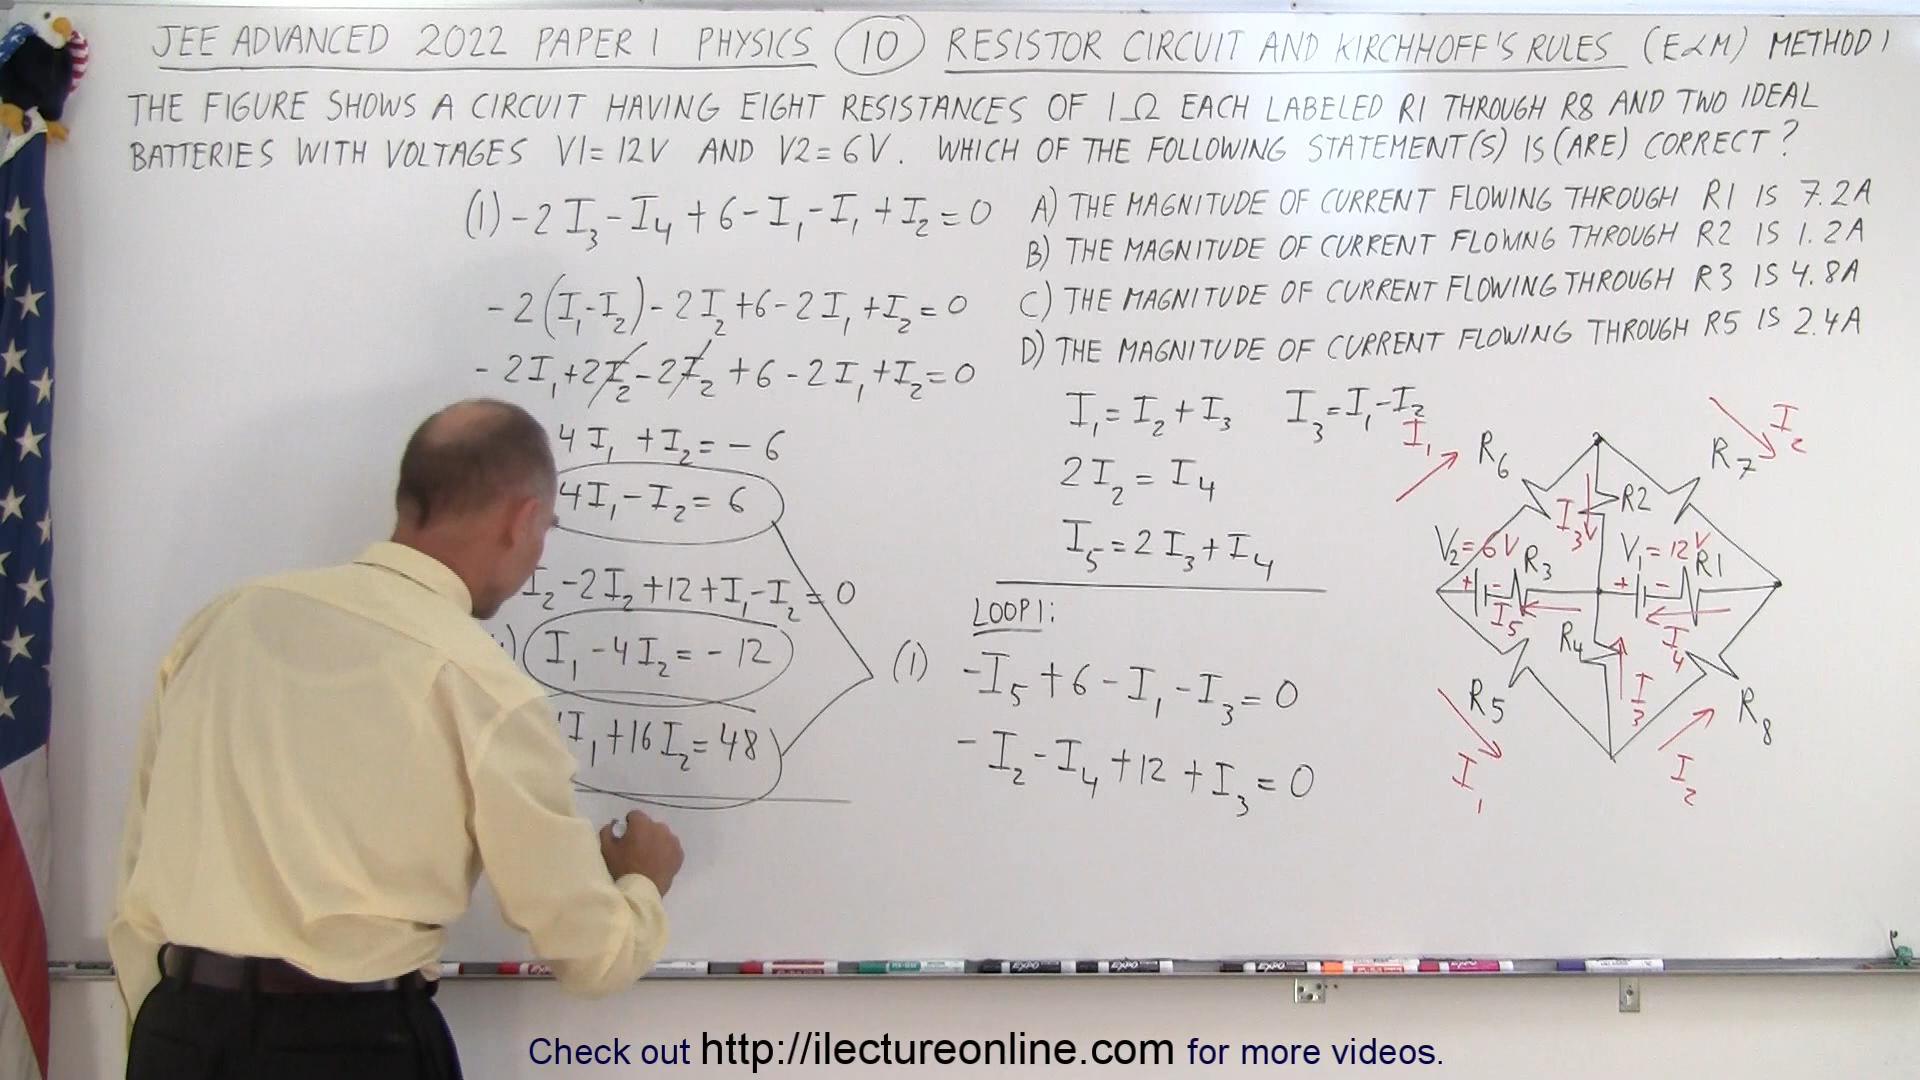 JEE ADVANCED 2022 PAPER 1 PHYSICS 10 RESISTOR CIRCUIT AND KIRCHHOFF'S RULES (E&M) METHOD 1
THE FIGURE SHOWS A CIRCUIT HAVING EIGHT RESISTANCES OF 1Ω EACH LABELED R1 THROUGH R8 AND TWO IDEAL
BATTERIES WITH VOLTAGES V1=12V AND V2=6V. WHICH OF THE FOLLOWING STATEMENT(S) IS (ARE) CORRECT?
A) THE MAGNITUDE OF CURRENT FLOWING THROUGH R1 IS 7.2A
B) THE MAGNITUDE OF CURRENT FLOWNG THROUGH R2 IS 1.2A
C) THE MAGNITUDE OF CURRENT FLOWING THROUGH R3 IS 4.8A
D) THE MAGNITUDE OF CURRENT FLOWING THROUGH R5 IS 2.4A
(1) -2I₃-I₄+6-I₁-I₁+I₂=0
-2(I₁-I₂)-2I₂+6-2I₁+I₂=0
-2I₁+2I₂-2I₂+6-2I₁+I₂=0
4I₁+I₂=-6
4I₁-I₂=6
I₂-2I₂+12+I₁-I₂=0
I₁-4I₂=-12
I₁+16I₂=48
(1)
I₁=I₂+I₃ I₃=I₁-I₂
2I₂=I₄
I₅=2I₃+I₄
LOOP1:
-I₅+6-I₁-I₃=0
-I₂-I₄+12+I₃=0
I₁
R6
R7
I₂
R2
I₃
V₂=6V
R3
V₁=12V
R1
+ -
+ -
I₅
I₄
R4
I₃
R5
R8
I₁
I₂
EXPO
EXPO
EXPO
Check out http://ilectureonline.com for more videos.